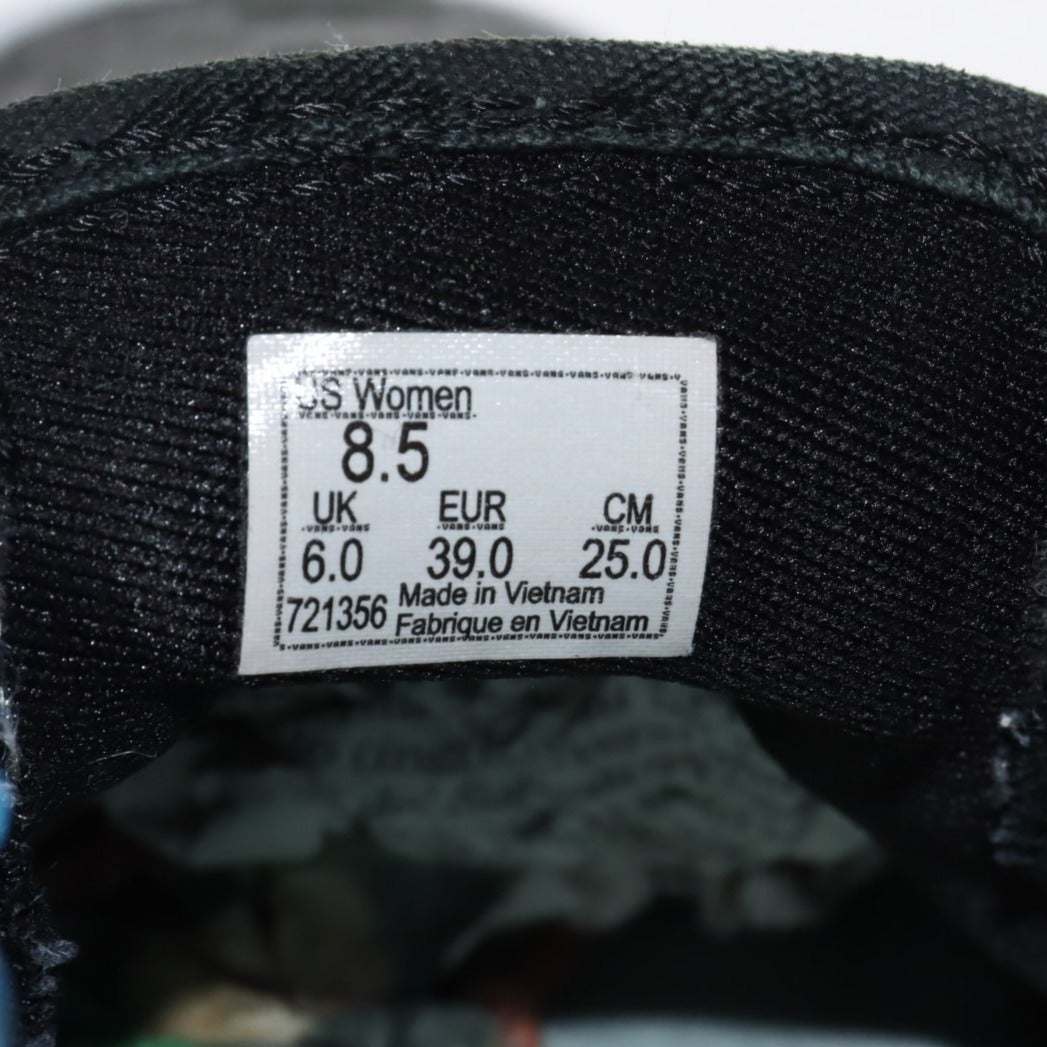 US Women
8.5
UK EUR CM
6.0 39.0 25.0
721356 Made in Vietnam
Fabrique en Vietnam